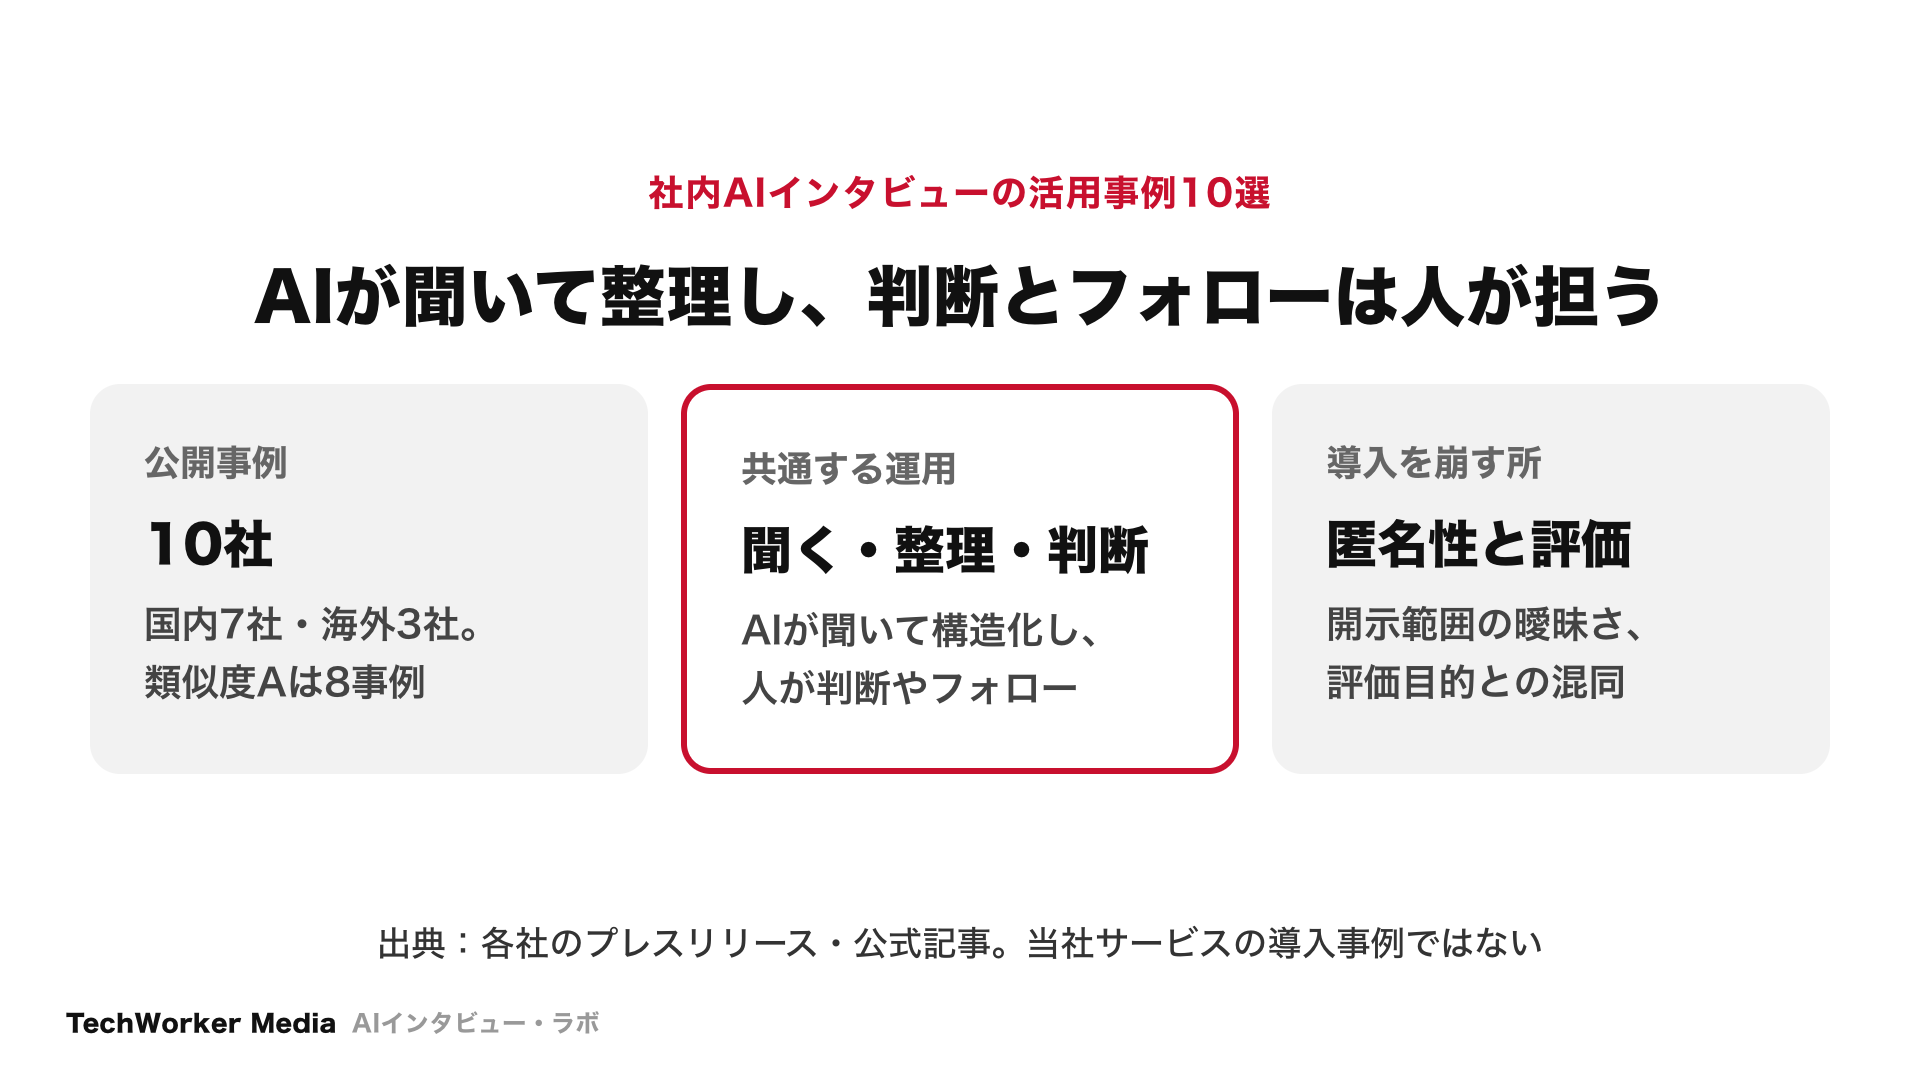 社内AIインタビューの活用事例10選
AIが聞いて整理し、判断とフォローは人が担う
公開事例
10社
国内7社・海外3社。
類似度Aは8事例
共通する運用
聞く・整理・判断
AIが聞いて構造化し、
人が判断やフォロー
導入を崩す所
匿名性と評価
開示範囲の曖昧さ、
評価目的との混同
出典：各社のプレスリリース・公式記事。当社サービスの導入事例ではない
TechWorker Media AIインタビュー・ラボ